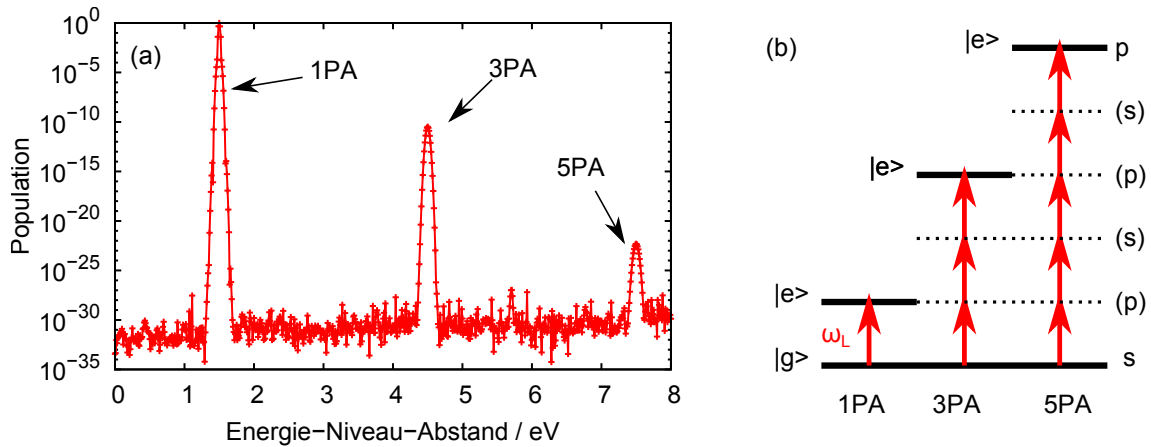 (a)
1PA
3PA
5PA
Population
10^0
10^-5
10^-10
10^-15
10^-20
10^-25
10^-30
10^-35
0 1 2 3 4 5 6 7 8
Energie−Niveau−Abstand / eV
(b)
|e> p
(s)
|e> (p)
(s)
|e> (p)
ω_L
|g> s
1PA 3PA 5PA